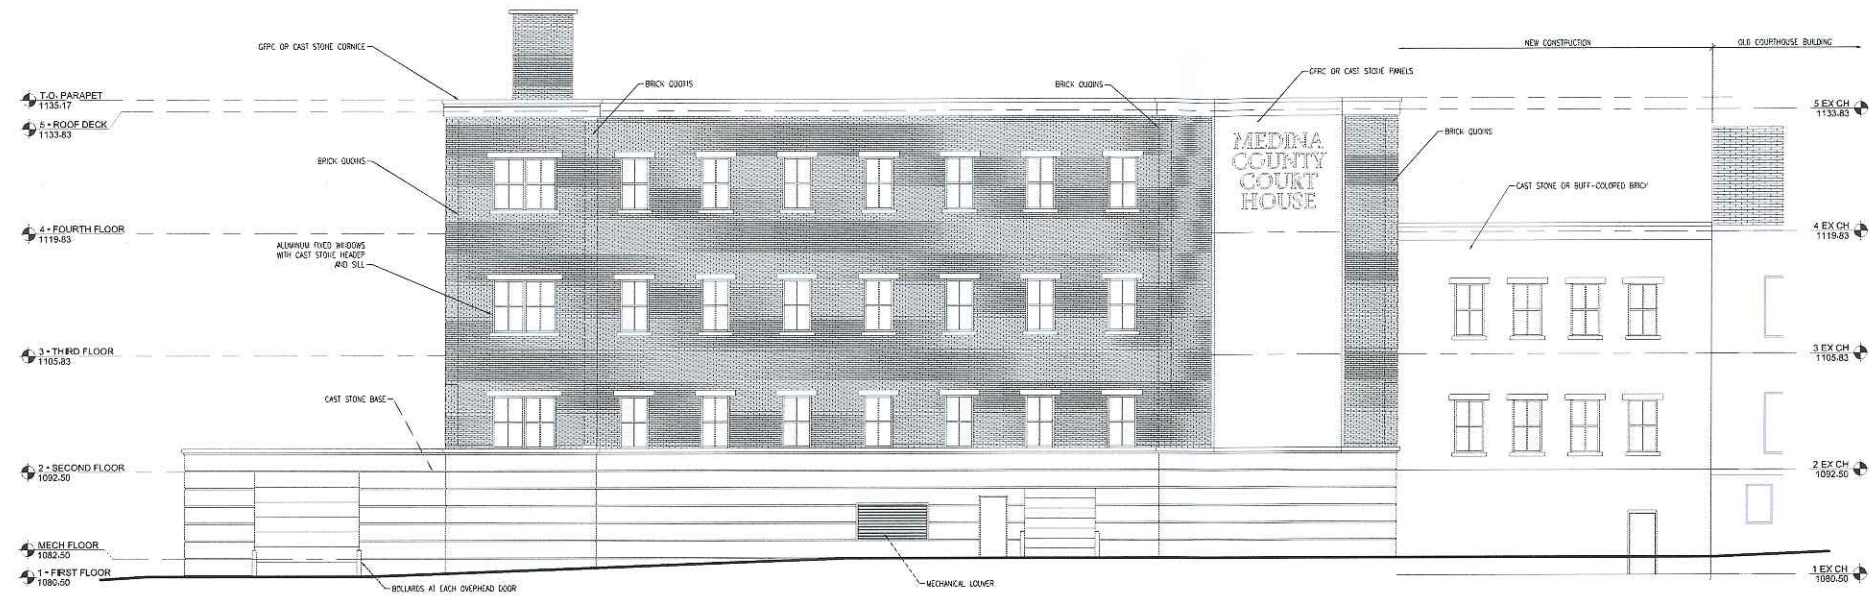 GFRC OR CAST STONE CORNICE
NEW CONSTRUCTION
OLD COURTHOUSE BUILDING
T.O. PARAPET
1135.17
BRICK QUOINS
BRICK QUOINS
GFRC OR CAST STONE PANELS
5 EX CH
1133.83
5 - ROOF DECK
1133.83
BRICK QUOINS
MEDINA
COUNTY
COURT
HOUSE
BRICK QUOINS
CAST STONE OR BUFF-COLORED BRICK
4 - FOURTH FLOOR
1119.83
4 EX CH
1119.83
ALUMINUM FIXED WINDOWS
WITH CAST STONE HEADER
AND SILL
3 - THIRD FLOOR
1105.83
3 EX CH
1105.83
CAST STONE BASE
2 - SECOND FLOOR
1092.50
2 EX CH
1092.50
MECH FLOOR
1082.50
1 - FIRST FLOOR
1080.50
BOLLARDS AT EACH OVERHEAD DOOR
MECHANICAL LOUVER
1 EX CH
1080.50